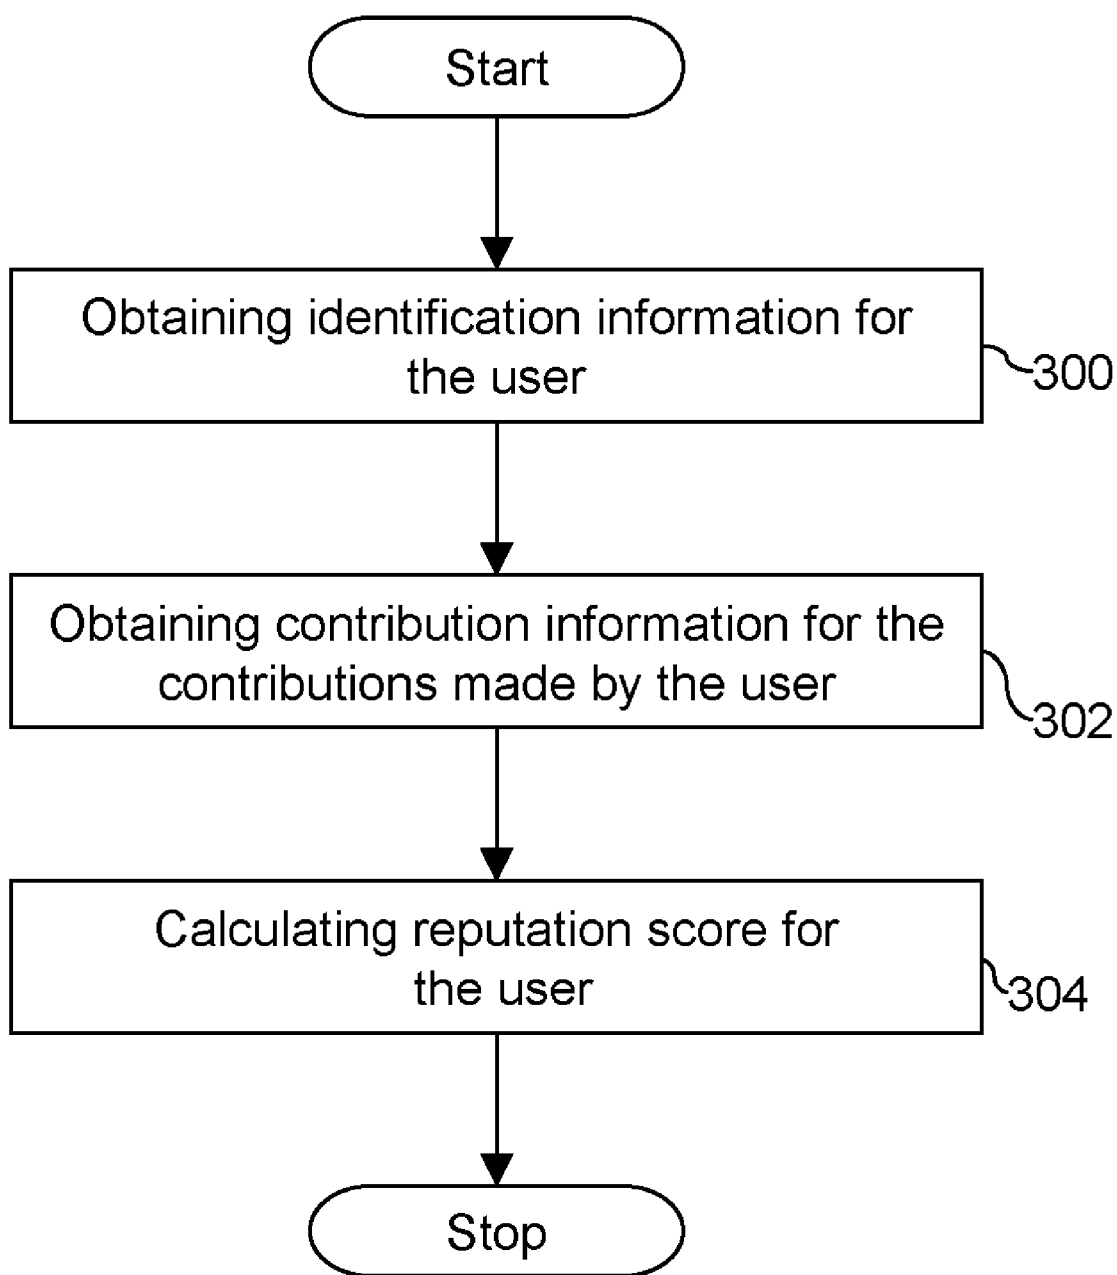 Start
Obtaining identification information for
the user
300
Obtaining contribution information for the
contributions made by the user
302
Calculating reputation score for
the user
304
Stop